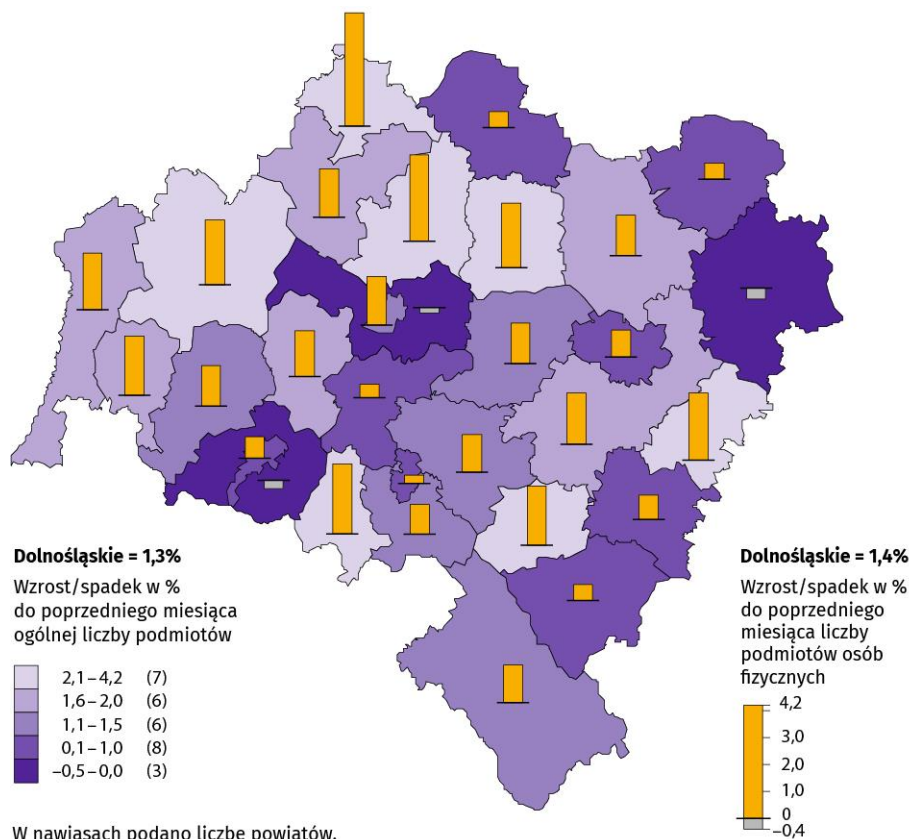 Dolnośląskie = 1,3%
Wzrost/spadek w %
do poprzedniego miesiąca
ogólnej liczby podmiotów
2,1–4,2 (7)
1,6–2,0 (6)
1,1–1,5 (6)
0,1–1,0 (8)
–0,5–0,0 (3)
W nawiasach podano liczbę powiatów.
Dolnośląskie = 1,4%
Wzrost/spadek w %
do poprzedniego
miesiąca liczby
podmiotów osób
fizycznych
4,2
3,0
2,0
1,0
0
–0,4